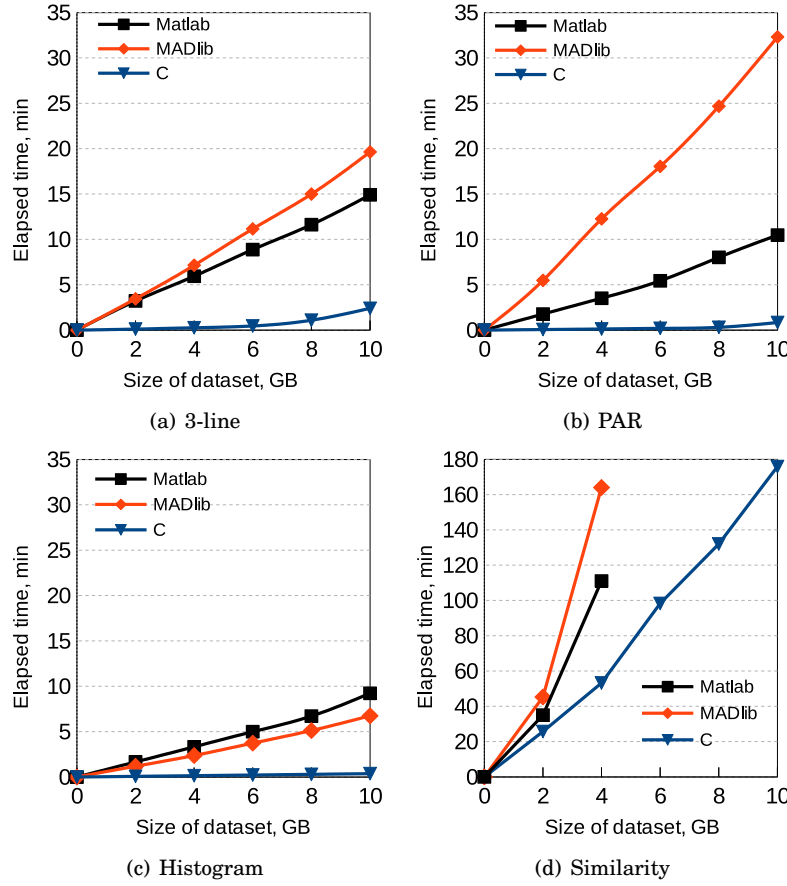 35
30
25
20
15
10
5
0
Elapsed time, min
Matlab
MADlib
C
0 2 4 6 8 10
Size of dataset, GB
(a) 3-line
35
30
25
20
15
10
5
0
Elapsed time, min
Matlab
MADlib
C
0 2 4 6 8 10
Size of dataset, GB
(b) PAR
35
30
25
20
15
10
5
0
Elapsed time, min
Matlab
MADlib
C
0 2 4 6 8 10
Size of dataset, GB
(c) Histogram
180
160
140
120
100
80
60
40
20
0
Elapsed time, min
Matlab
MADlib
C
0 2 4 6 8 10
Size of dataset, GB
(d) Similarity